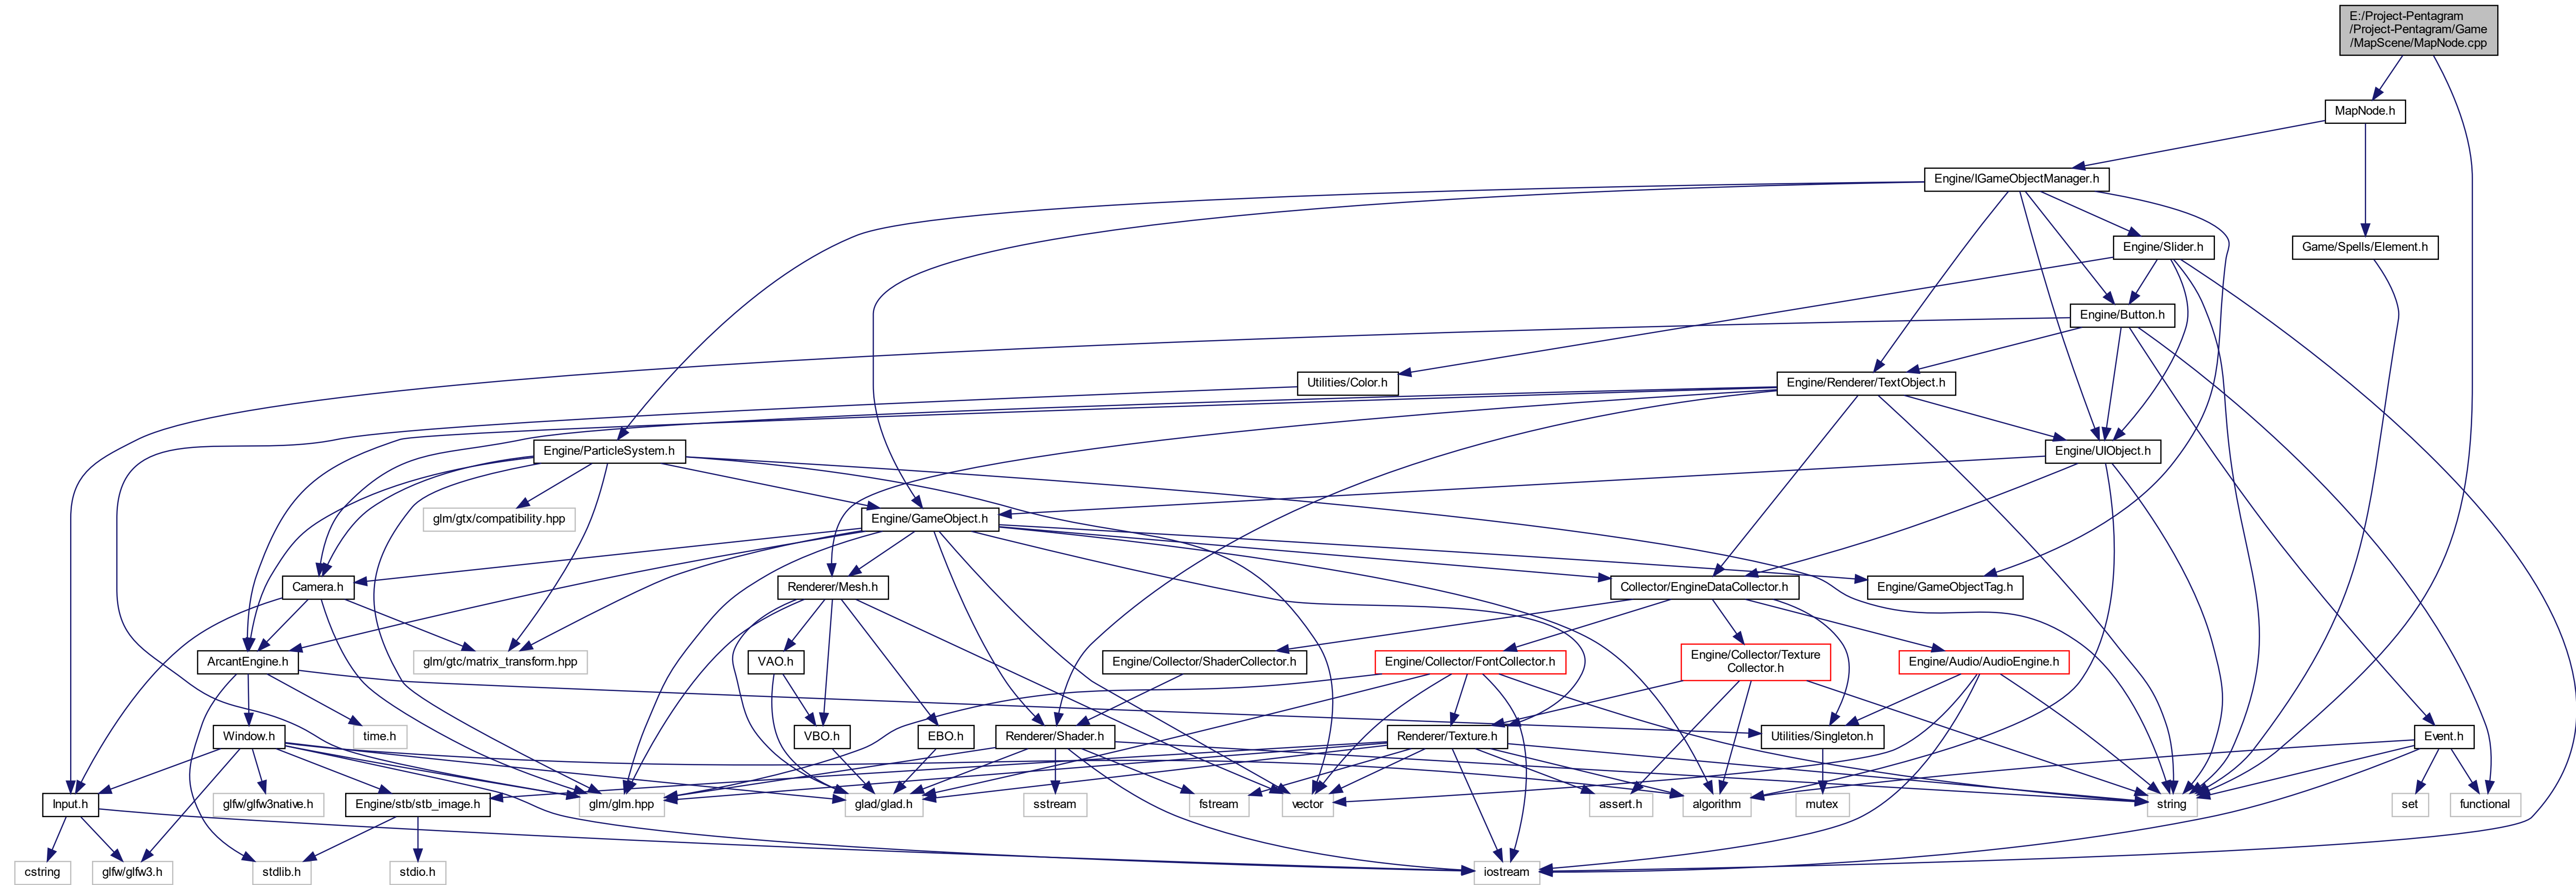 E:/Project-Pentagram
/Project-Pentagram/Game
/MapScene/MapNode.cpp
MapNode.h
Engine/IGameObjectManager.h
Engine/Slider.h
Game/Spells/Element.h
Engine/Button.h
Utilities/Color.h
Engine/Renderer/TextObject.h
Engine/ParticleSystem.h
Engine/UIObject.h
glm/gtx/compatibility.hpp
Engine/GameObject.h
Camera.h
Renderer/Mesh.h
Collector/EngineDataCollector.h
Engine/GameObjectTag.h
ArcantEngine.h
glm/gtc/matrix_transform.hpp
VAO.h
Engine/Collector/ShaderCollector.h
Engine/Collector/FontCollector.h
Engine/Collector/Texture
Collector.h
Engine/Audio/AudioEngine.h
Window.h
time.h
VBO.h
EBO.h
Renderer/Shader.h
Renderer/Texture.h
Utilities/Singleton.h
Event.h
Input.h
glfw/glfw3native.h
Engine/stb/stb_image.h
glm/glm.hpp
glad/glad.h
sstream
fstream
vector
assert.h
algorithm
mutex
string
set
functional
cstring
glfw/glfw3.h
stdlib.h
stdio.h
iostream